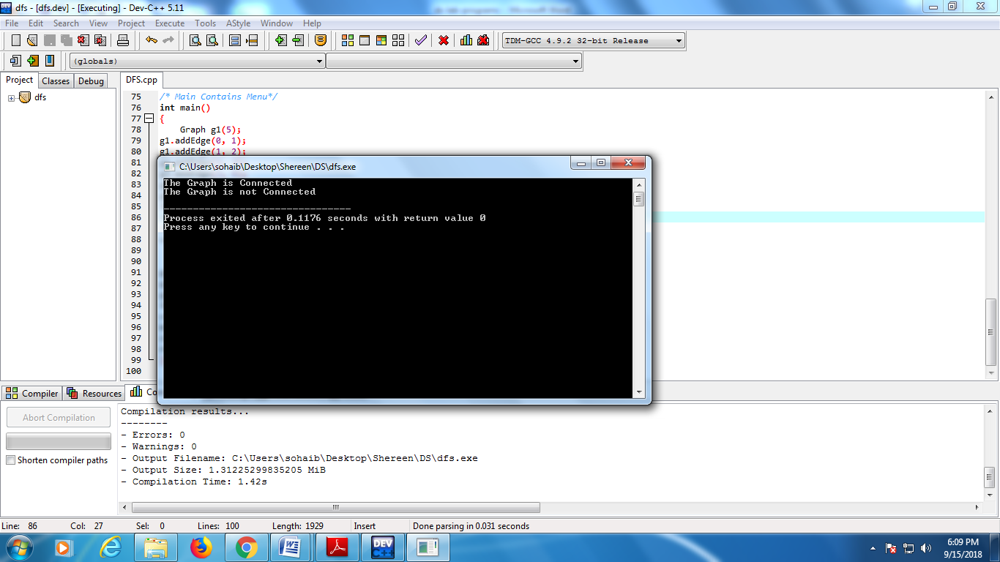 dfs - [dfs.dev] - [Executing] - Dev-C++ 5.11
File Edit Search View Project Execute Tools AStyle Window Help
TDM-GCC 4.9.2 32-bit Release
(globals)
Project Classes Debug
DFS.cpp
dfs
75 /* Main Contains Menu*/
76 int main()
77 {
78 Graph g1(5);
79 g1.addEdge(0, 1);
80 g1.addEdge(1, 2);
81
82
83
84
85
86
87
88
89
90
91
92
93
94
95
96
97
98
99
100
C:\Users\sohaib\Desktop\Shereen\DS\dfs.exe
The Graph is Connected
The Graph is not Connected
--------------------------------
Process exited after 0.1176 seconds with return value 0
Press any key to continue . . .
Compiler Resources
Abort Compilation
Shorten compiler paths
Compilation results...
--------
- Errors: 0
- Warnings: 0
- Output Filename: C:\Users\sohaib\Desktop\Shereen\DS\dfs.exe
- Output Size: 1.31225299835205 MiB
- Compilation Time: 1.42s
Line: 86 Col: 27 Sel: 0 Lines: 100 Length: 1929 Insert Done parsing in 0.031 seconds
DEV C++
6:09 PM
9/15/2018